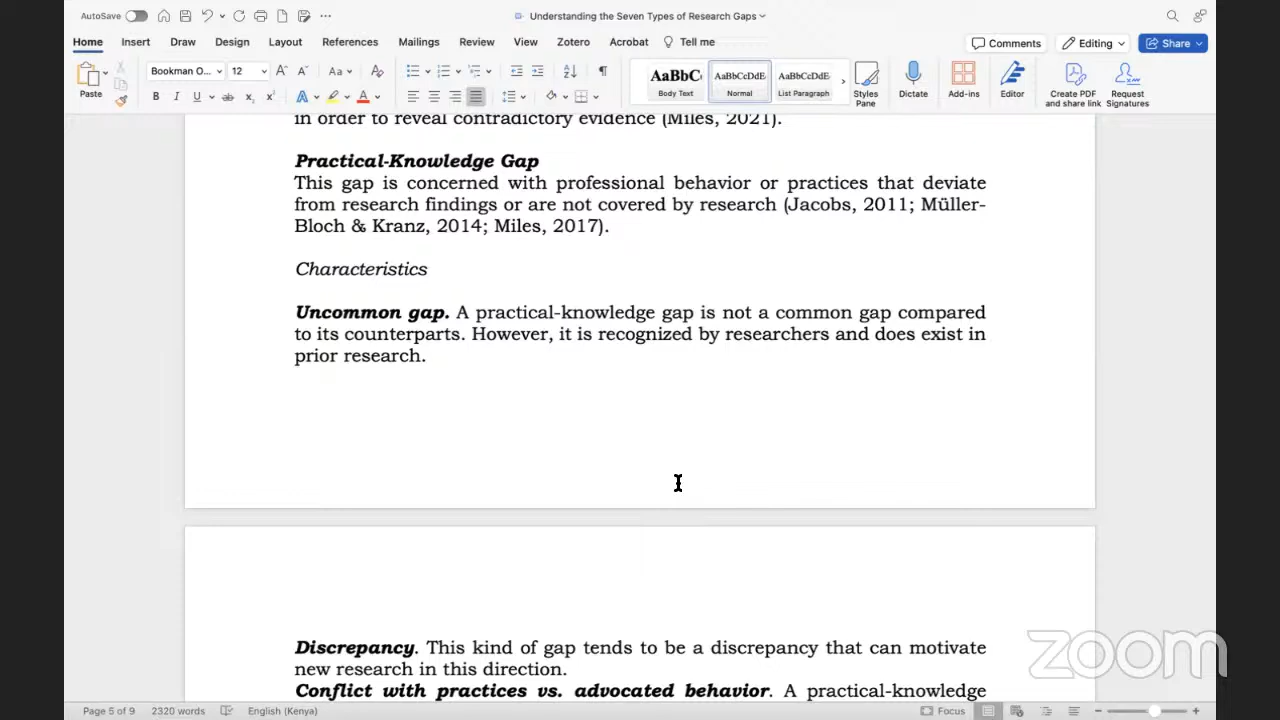 AutoSave
Understanding the Seven Types of Research Gaps
Home Insert Draw Design Layout References Mailings Review View Zotero Acrobat Tell me
Comments Editing Share
Paste
Bookman O... 12
Aa
B I U ab x x A A
AaBbC AaBbCcDdE AaBbCcDdE
Body Text Normal List Paragraph
Styles Pane
Dictate
Add-ins
Editor
Create PDF and share link
Request Signatures
in order to reveal contradictory evidence (Miles, 2021).
Practical-Knowledge Gap
This gap is concerned with professional behavior or practices that deviate
from research findings or are not covered by research (Jacobs, 2011; Müller-
Bloch & Kranz, 2014; Miles, 2017).
Characteristics
Uncommon gap. A practical-knowledge gap is not a common gap compared
to its counterparts. However, it is recognized by researchers and does exist in
prior research.
Discrepancy. This kind of gap tends to be a discrepancy that can motivate
new research in this direction.
Conflict with practices vs. advocated behavior. A practical-knowledge
zoom
Page 5 of 9 2320 words English (Kenya) Focus